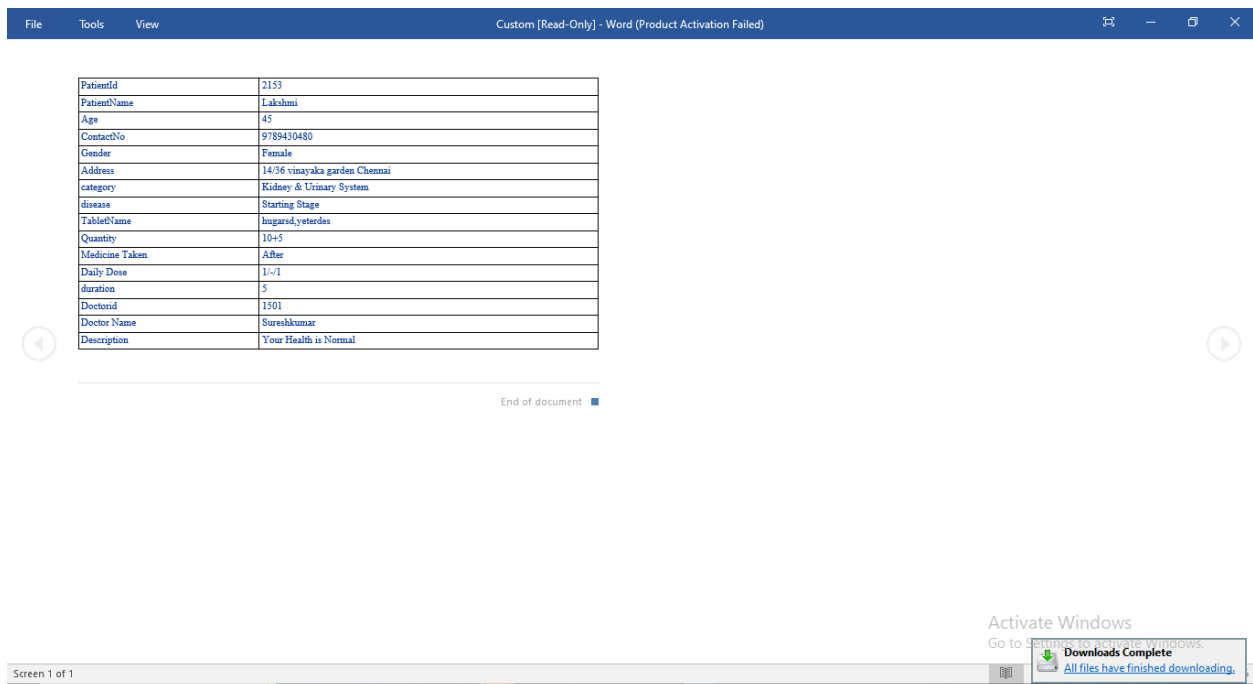 File Tools View Custom [Read-Only] - Word (Product Activation Failed)
PatientId 2153
PatientName Lakshmi
Age 45
ContactNo 9789430480
Gender Female
Address 14/36 vinayaka garden Chennai
category Kidney & Urinary System
disease Starting Stage
TabletName hugarsd,yeterdes
Quantity 10+5
Medicine Taken After
Daily Dose 1/-/1
duration 5
Doctorid 1501
Doctor Name Sureshkumar
Description Your Health is Normal
End of document
Activate Windows
Go to Settings to activate Windows.
Downloads Complete
All files have finished downloading.
Screen 1 of 1